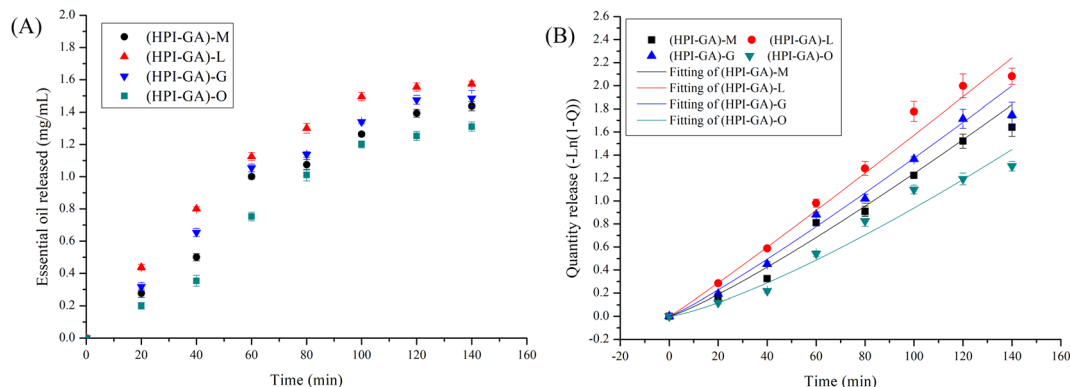 (A)
2.0
1.8
1.6
1.4
1.2
1.0
0.8
0.6
0.4
0.2
0.0
Essential oil released (mg/mL)
(HPI-GA)-M
(HPI-GA)-L
(HPI-GA)-G
(HPI-GA)-O
0 20 40 60 80 100 120 140 160
Time (min)
(B)
2.6
2.4
2.2
2.0
1.8
1.6
1.4
1.2
1.0
0.8
0.6
0.4
0.2
0.0
-0.2
Quantity release (-Ln(1-Q))
(HPI-GA)-M (HPI-GA)-L
(HPI-GA)-G (HPI-GA)-O
Fitting of (HPI-GA)-M
Fitting of (HPI-GA)-L
Fitting of (HPI-GA)-G
Fitting of (HPI-GA)-O
-20 0 20 40 60 80 100 120 140 160
Time (min)